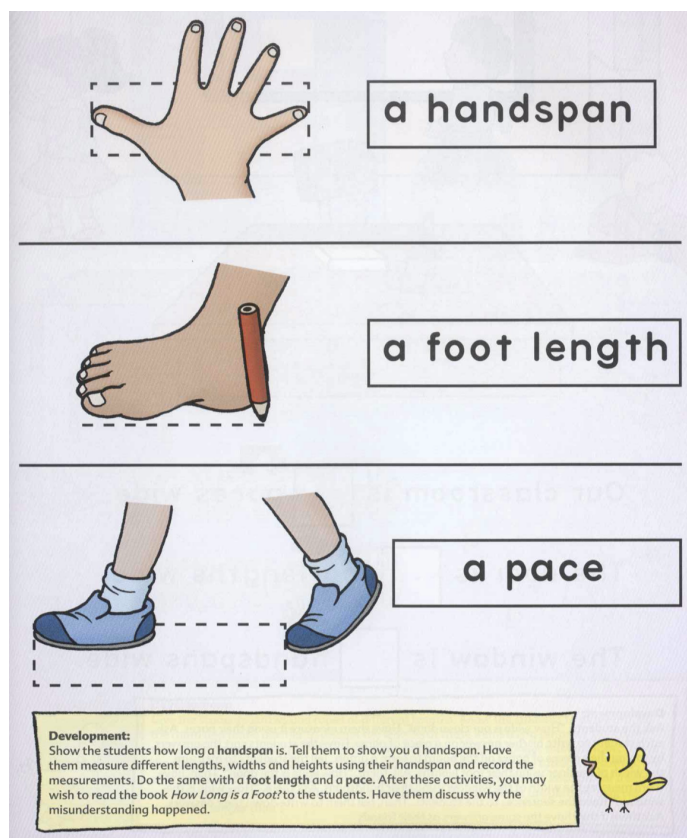 a handspan
a foot length
a pace
Development:
Show the students how long a handspan is. Tell them to show you a handspan. Have
them measure different lengths, widths and heights using their handspan and record the
measurements. Do the same with a foot length and a pace. After these activities, you may
wish to read the book How Long is a Foot? to the students. Have them discuss why the
misunderstanding happened.